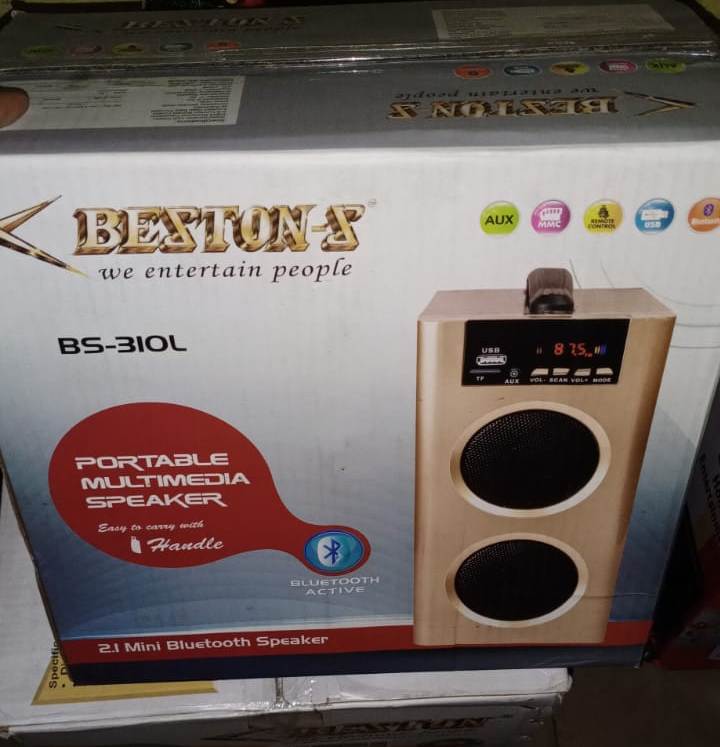 BESTON-S
we entertain people
BESTON-S
we entertain people
AUX
MMC
REMOTE CONTROL
USB
Bluetooth
BS-310L
USB
87.5
TF
AUX
VOL- SCAN VOL+ MODE
PORTABLE
MULTIMEDIA
SPEAKER
Easy to carry with
Handle
BLUETOOTH
ACTIVE
2.1 Mini Bluetooth Speaker
BESTON